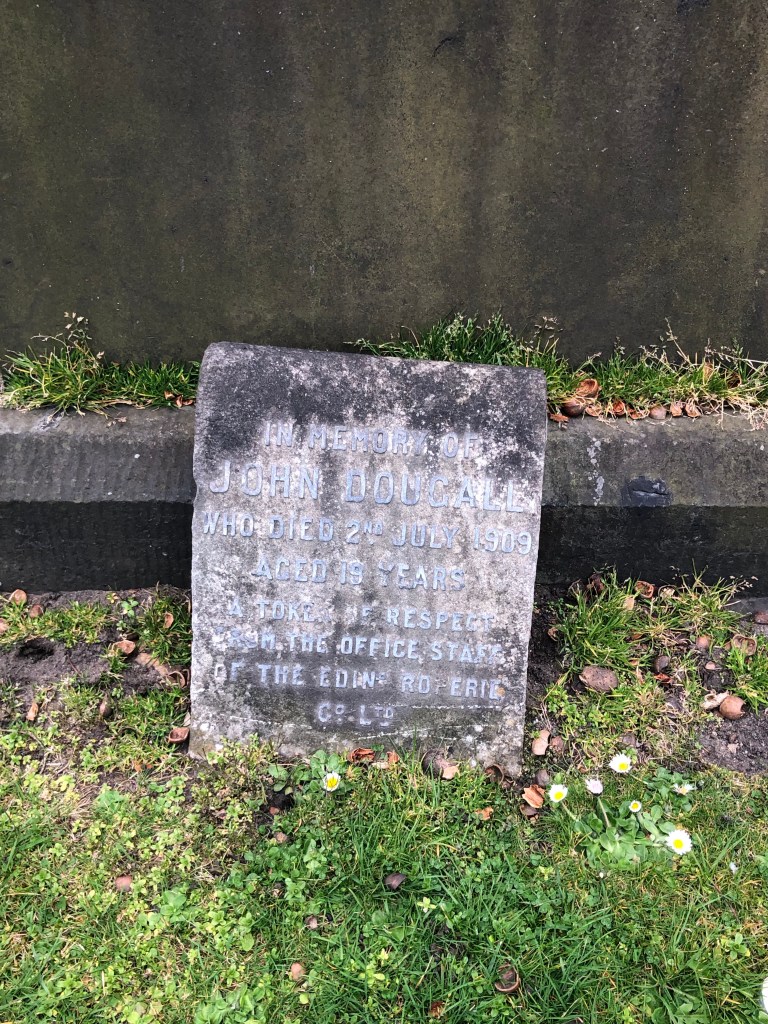 IN MEMORY OF
JOHN DOUGALL
WHO DIED 2ND JULY 1909
AGED 19 YEARS
A TOKEN OF RESPECT
FROM THE OFFICE STAFF
OF THE EDINR ROPERIE
CO. LTD